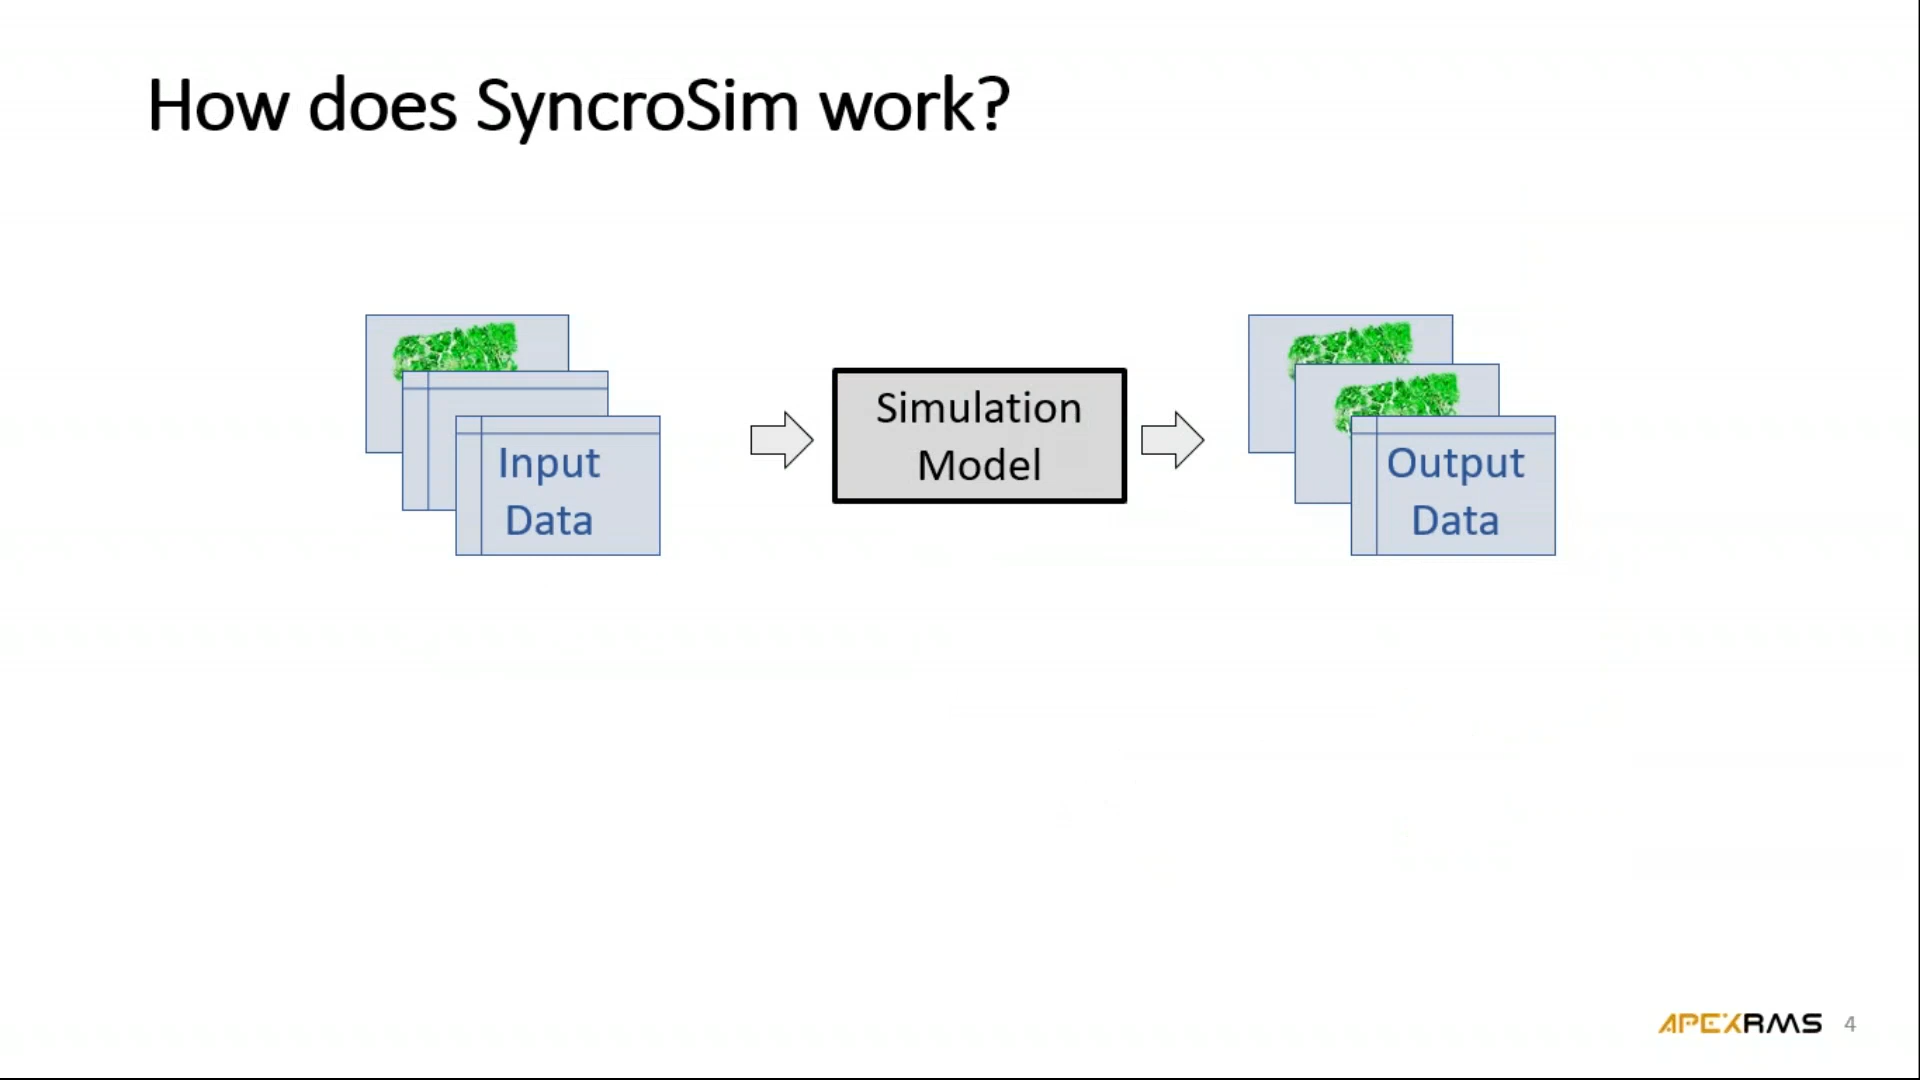 How does SyncroSim work?
Input
Data
Simulation
Model
Output
Data
APEXRMS 4